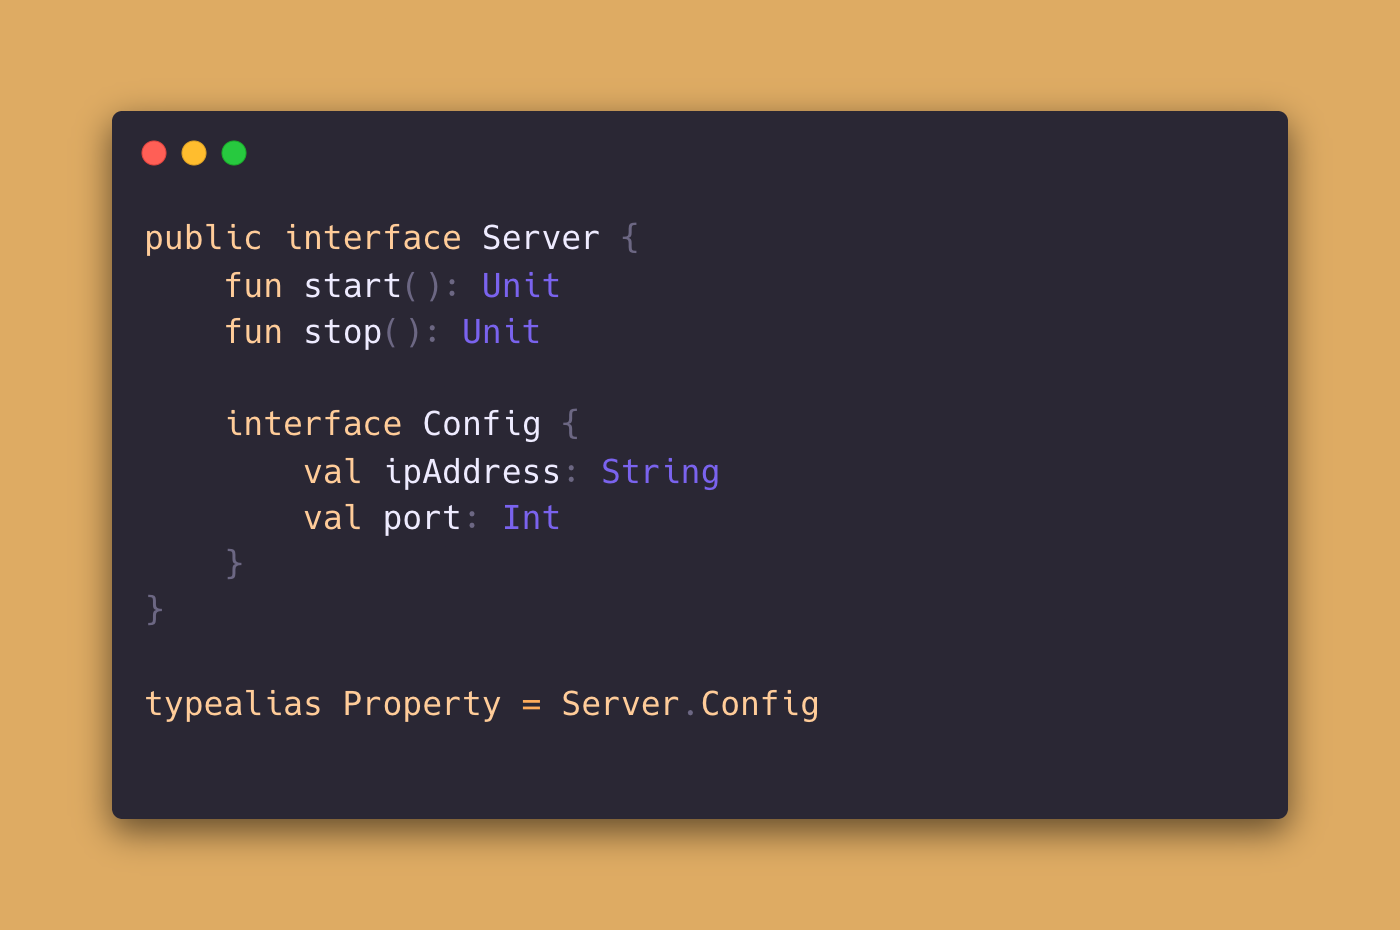 public interface Server {
    fun start(): Unit
    fun stop(): Unit

    interface Config {
        val ipAddress: String
        val port: Int
    }
}

typealias Property = Server.Config